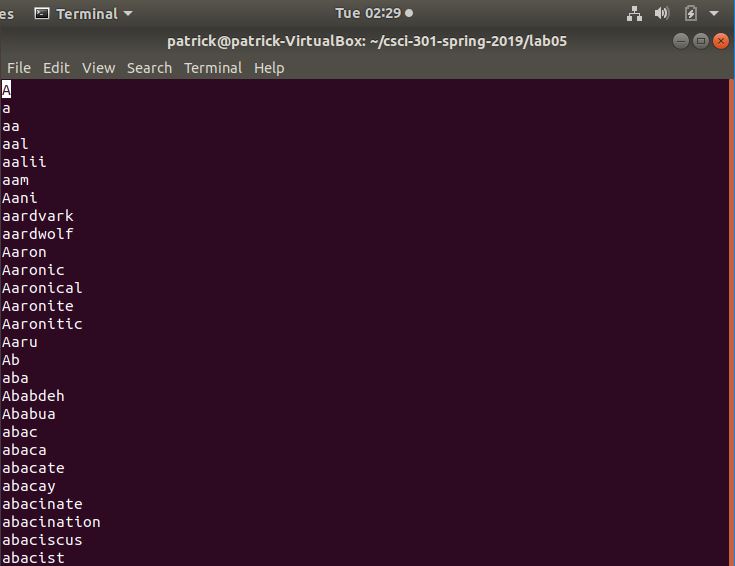 es Terminal Tue 02:29
patrick@patrick-VirtualBox: ~/csci-301-spring-2019/lab05
File Edit View Search Terminal Help
A
a
aa
aal
aalii
aam
Aani
aardvark
aardwolf
Aaron
Aaronic
Aaronical
Aaronite
Aaronitic
Aaru
Ab
aba
Ababdeh
Ababua
abac
abaca
abacate
abacay
abacinate
abacination
abaciscus
abacist